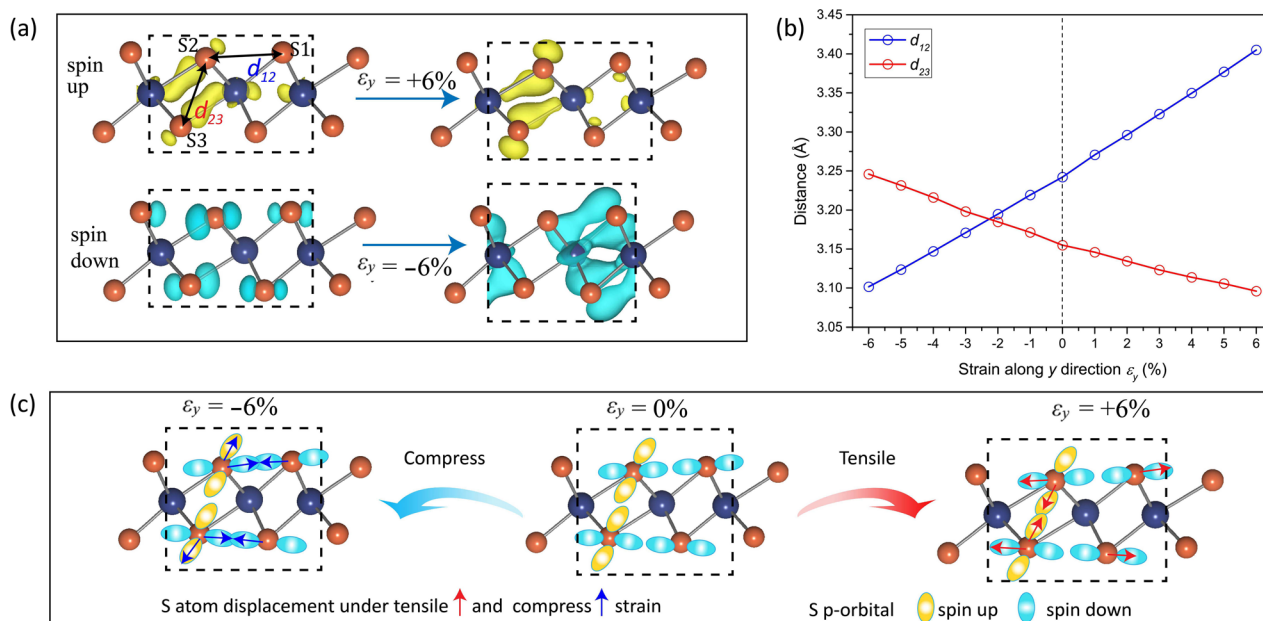 (a)
spin
up
S2
S1
d12
d23
S3
εy = +6%
spin
down
εy = –6%
(b)
d12
d23
Distance (Å)
3.40
3.35
3.30
3.25
3.20
3.15
3.10
3.05
-6 -5 -4 -3 -2 -1 0 1 2 3 4 5 6
Strain along y direction εy (%)
(c)
εy = –6%
εy = 0%
εy = +6%
Compress
Tensile
S atom displacement under tensile and compress strain
S p-orbital spin up spin down